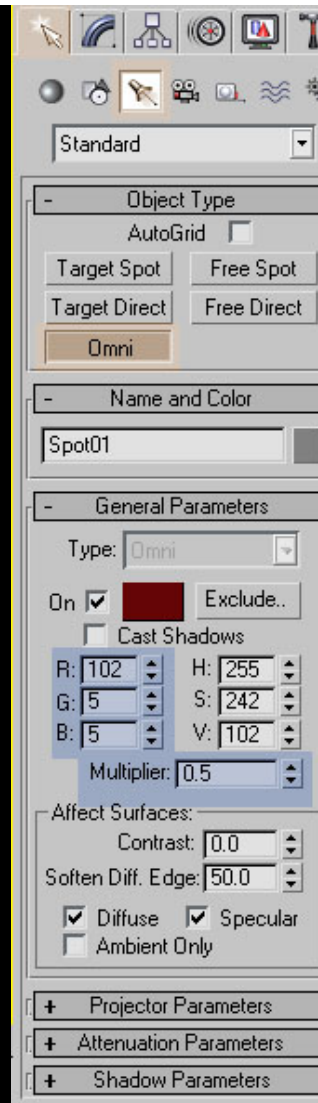 Standard
- Object Type
AutoGrid
Target Spot Free Spot
Target Direct Free Direct
Omni
- Name and Color
Spot01
- General Parameters
Type: Omni
On Exclude..
Cast Shadows
R: 102 H: 255
G: 5 S: 242
B: 5 V: 102
Multiplier: 0.5
Affect Surfaces:
Contrast: 0.0
Soften Diff. Edge: 50.0
Diffuse Specular
Ambient Only
+ Projector Parameters
+ Attenuation Parameters
+ Shadow Parameters